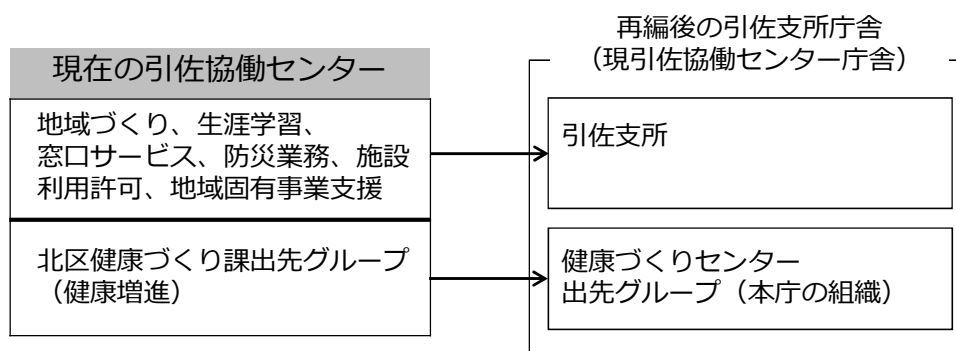 再編後の引佐支所庁舎
（現引佐協働センター庁舎）
現在の引佐協働センター
地域づくり、生涯学習、
窓口サービス、防災業務、施設
利用許可、地域固有事業支援
引佐支所
北区健康づくり課出先グループ
（健康増進）
健康づくりセンター
出先グループ（本庁の組織）